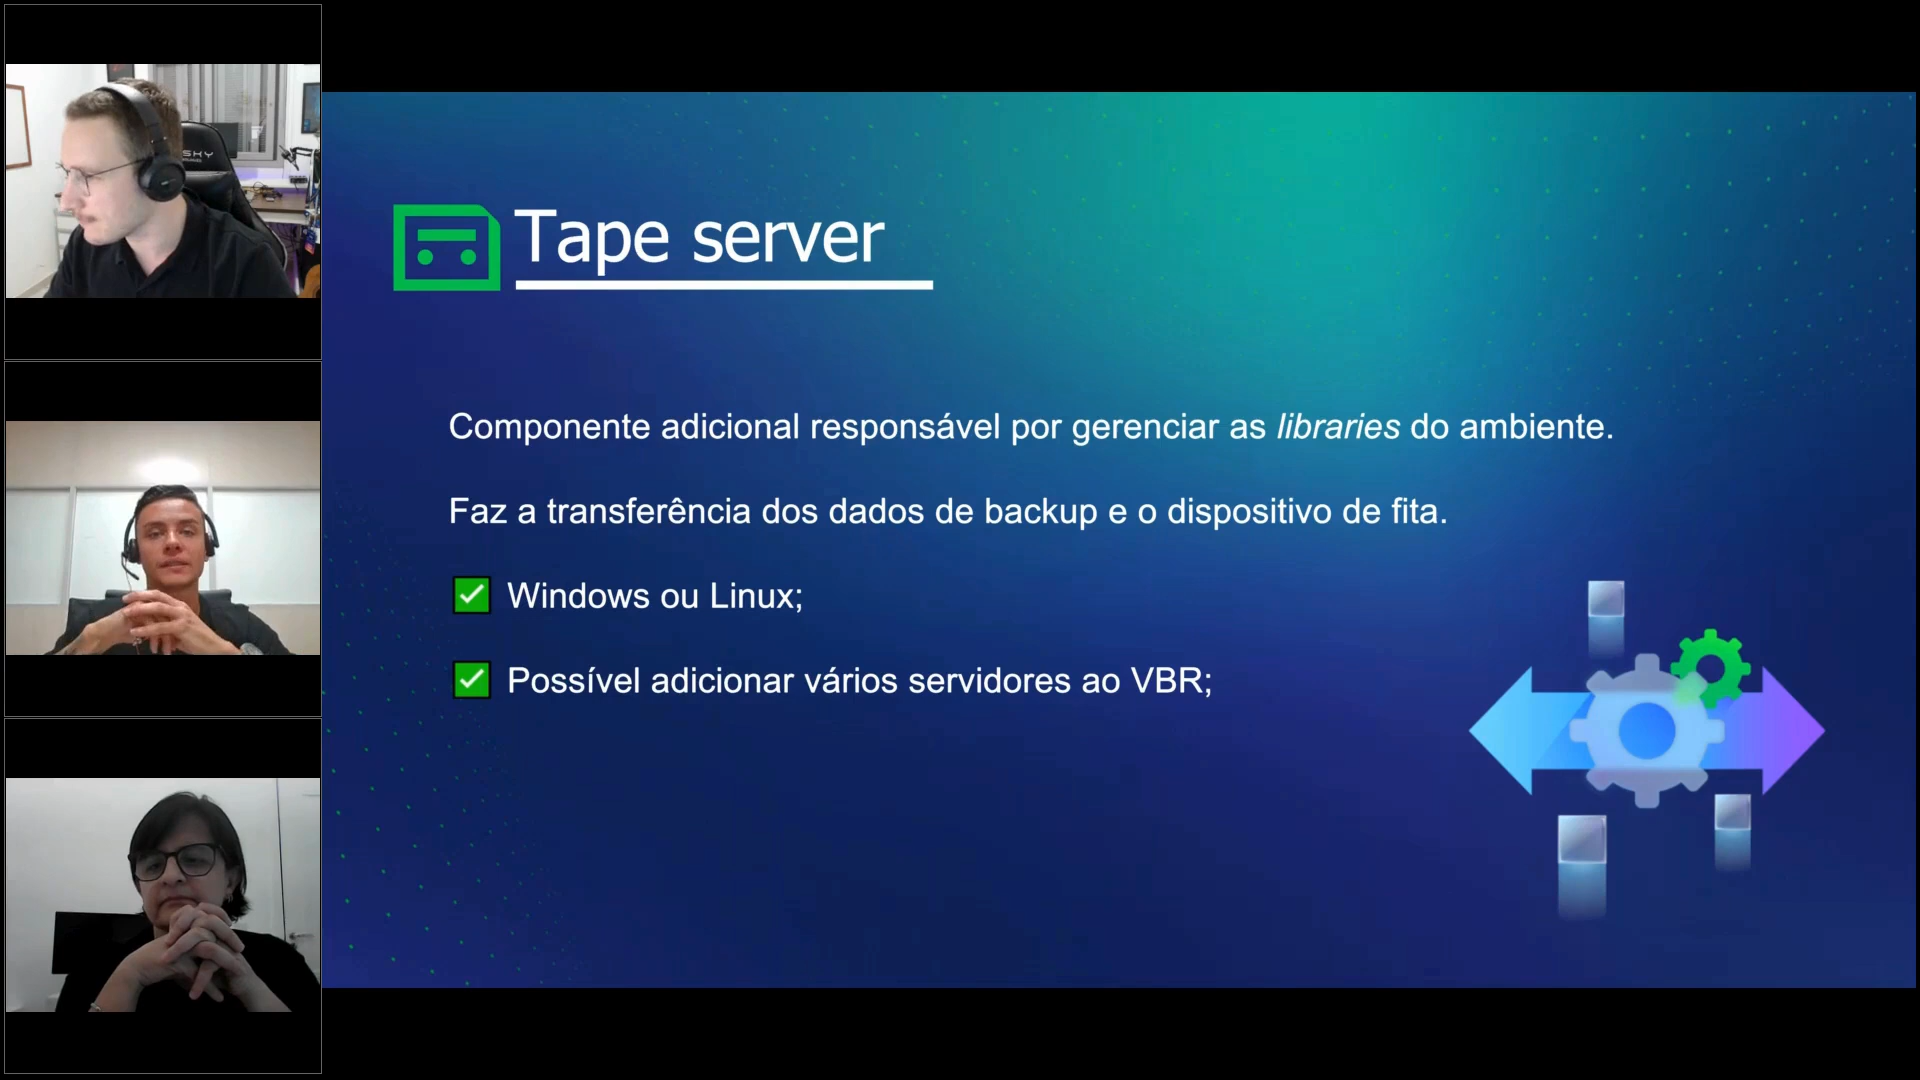 Tape server
Componente adicional responsável por gerenciar as libraries do ambiente.
Faz a transferência dos dados de backup e o dispositivo de fita.
Windows ou Linux;
Possível adicionar vários servidores ao VBR;